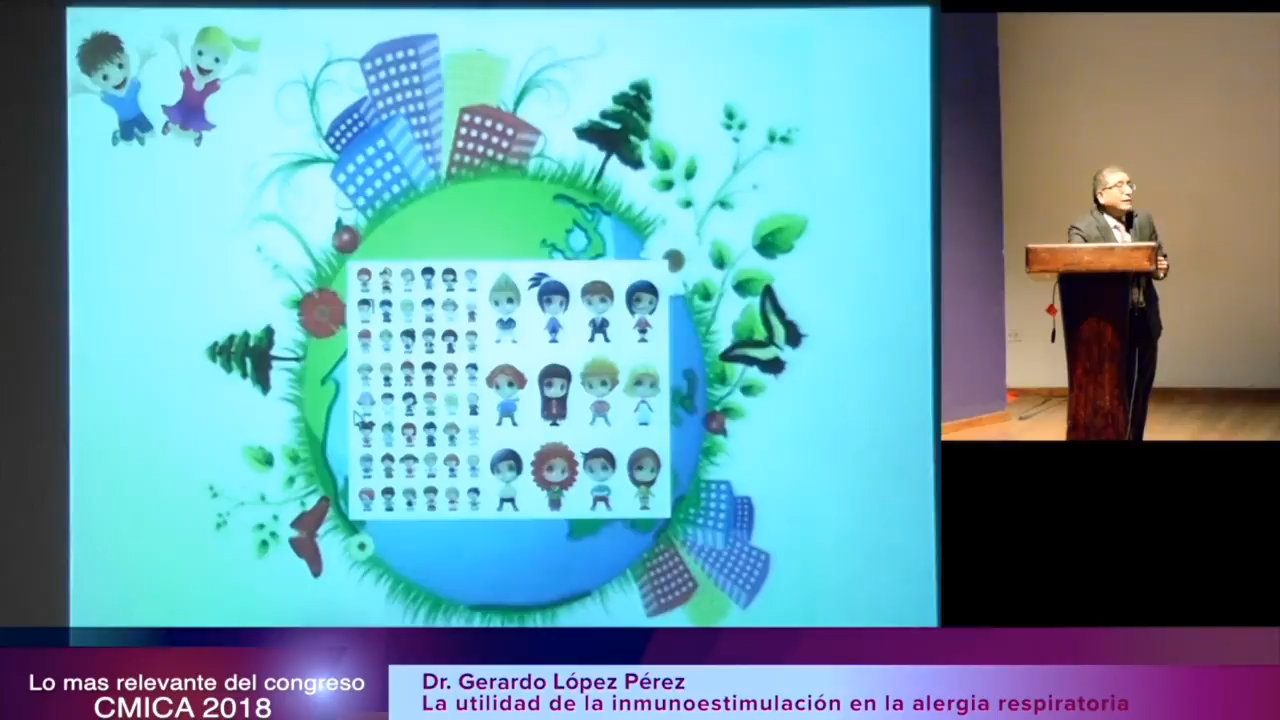 Lo mas relevante del congreso
CMICA 2018
Dr. Gerardo López Pérez
La utilidad de la inmunoestimulación en la alergia respiratoria